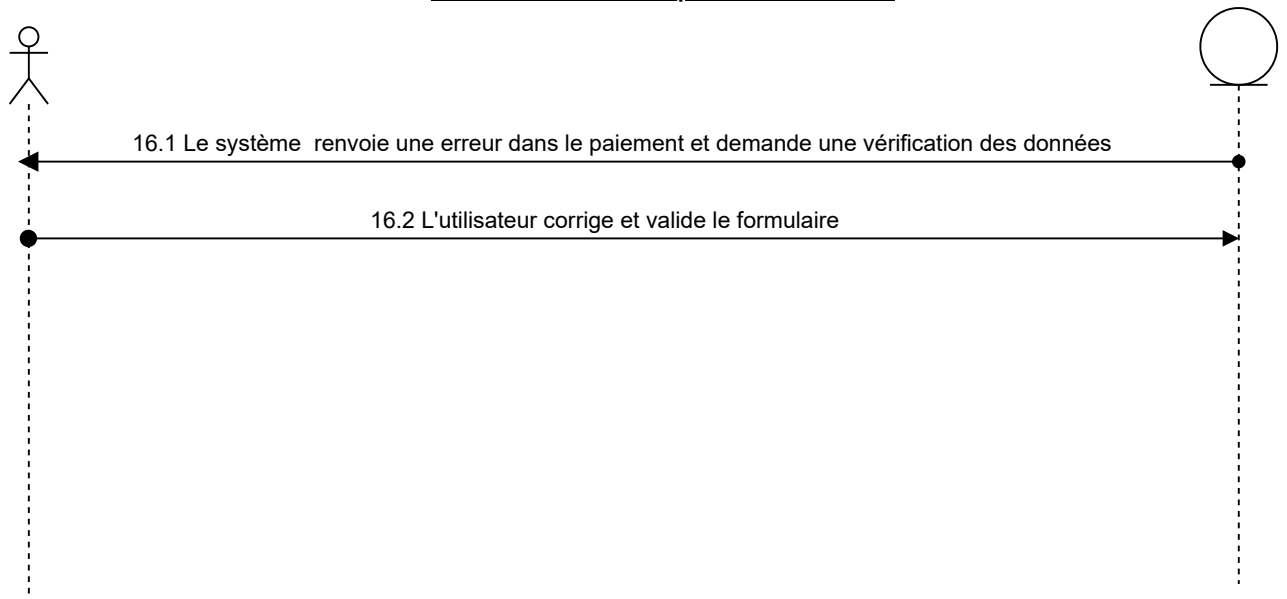 16.1 Le système  renvoie une erreur dans le paiement et demande une vérification des données
16.2 L'utilisateur corrige et valide le formulaire